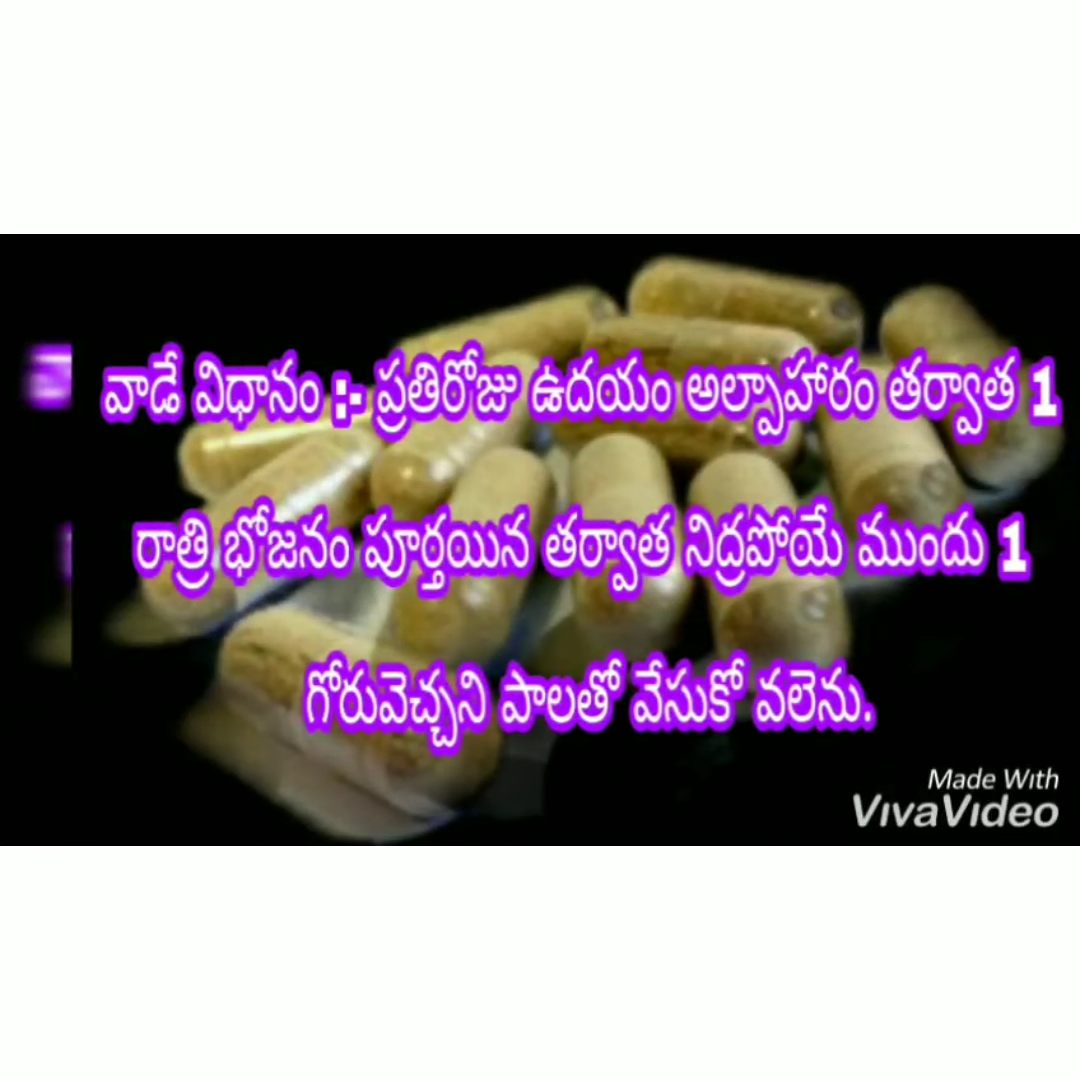 వాడే విధానం :- ప్రతిరోజు ఉదయం అల్పాహారం తర్వాత 1
రాత్రి భోజనం పూర్తయిన తర్వాత నిద్రపోయే ముందు 1
గోరువెచ్చని పాలతో వేసుకో వలెను.
Made With
VivaVideo